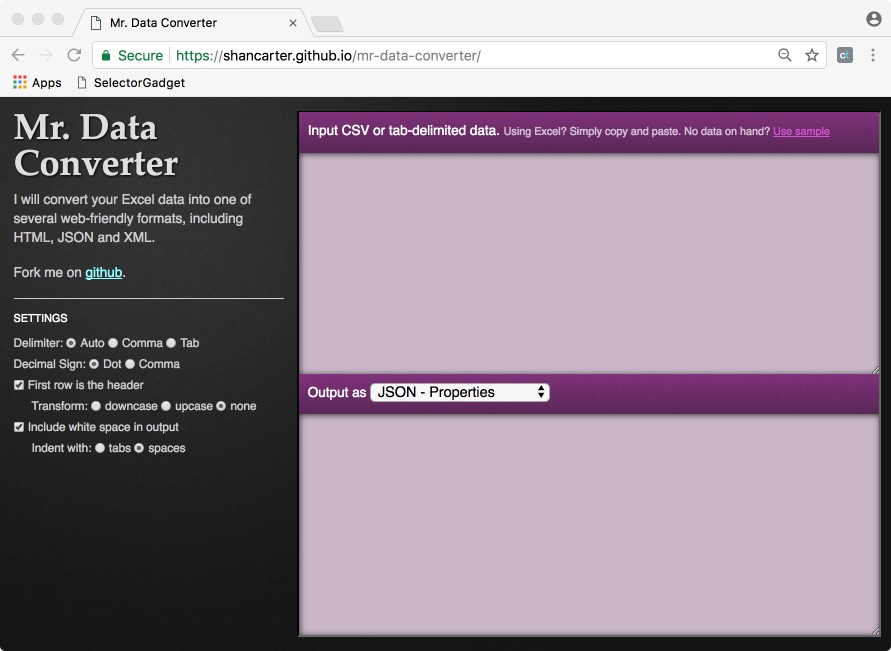 Mr. Data Converter
Secure https://shancarter.github.io/mr-data-converter/
Apps SelectorGadget
Mr. Data
Converter
I will convert your Excel data into one of
several web-friendly formats, including
HTML, JSON and XML.
Fork me on github.
SETTINGS
Delimiter: Auto Comma Tab
Decimal Sign: Dot Comma
First row is the header
Transform: downcase upcase none
Include white space in output
Indent with: tabs spaces
Input CSV or tab-delimited data. Using Excel? Simply copy and paste. No data on hand? Use sample
Output as JSON - Properties